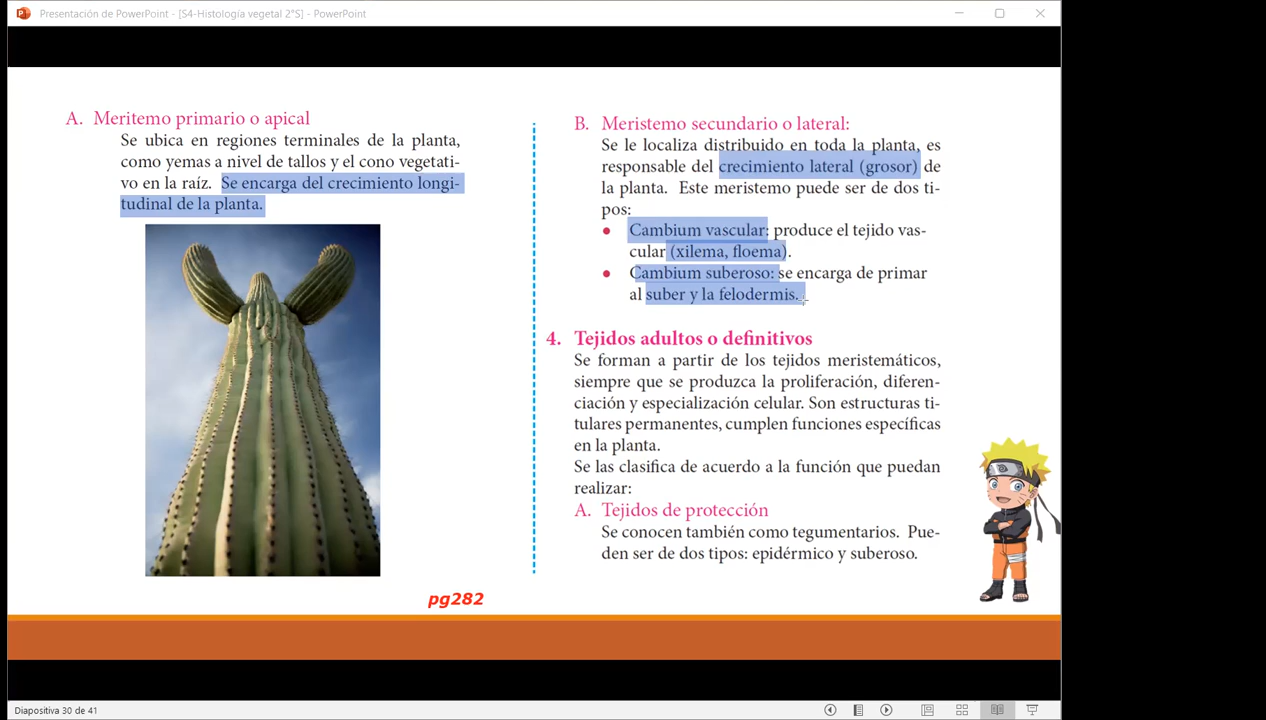 Presentación de PowerPoint - [S4-Histología vegetal 2°S] - PowerPoint
A. Meritemo primario o apical
Se ubica en regiones terminales de la planta,
como yemas a nivel de tallos y el cono vegetati-
vo en la raíz. Se encarga del crecimiento longi-
tudinal de la planta.
pg282
B. Meristemo secundario o lateral:
Se le localiza distribuido en toda la planta, es
responsable del crecimiento lateral (grosor) de
la planta. Este meristemo puede ser de dos ti-
pos:
• Cambium vascular: produce el tejido vas-
cular (xilema, floema).
• Cambium suberoso: se encarga de primar
al suber y la felodermis.
4. Tejidos adultos o definitivos
Se forman a partir de los tejidos meristemáticos,
siempre que se produzca la proliferación, diferen-
ciación y especialización celular. Son estructuras ti-
tulares permanentes, cumplen funciones específicas
en la planta.
Se las clasifica de acuerdo a la función que puedan
realizar:
A. Tejidos de protección
Se conocen también como tegumentarios. Pue-
den ser de dos tipos: epidérmico y suberoso.
Diapositiva 30 de 41